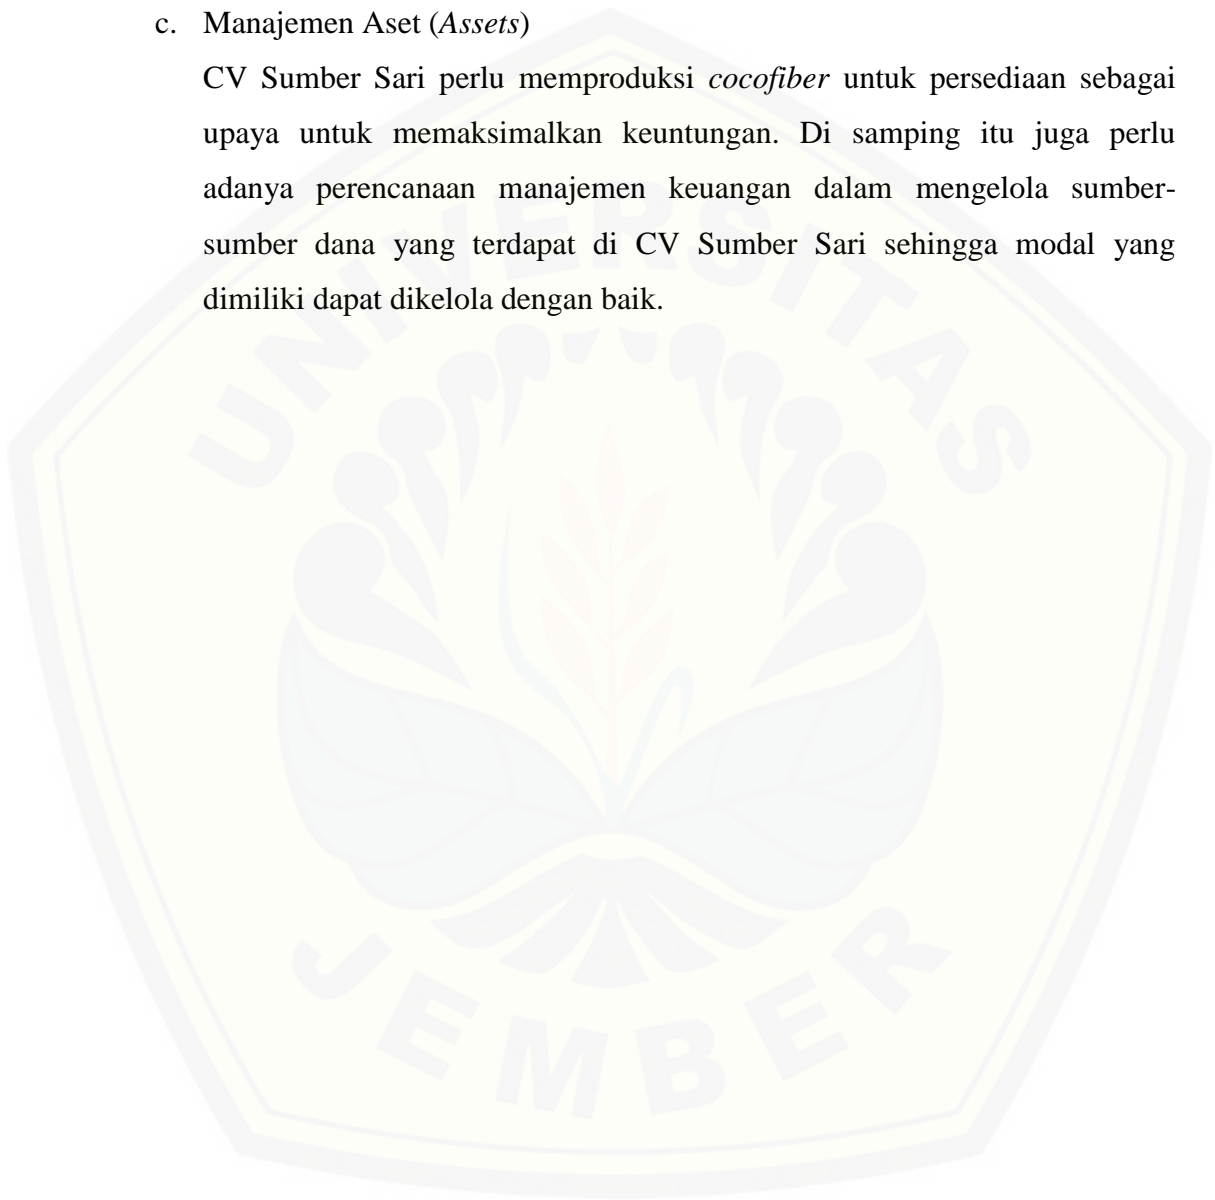 c. Manajemen Aset (Assets)
CV Sumber Sari perlu memproduksi cocofiber untuk persediaan sebagai
upaya untuk memaksimalkan keuntungan. Di samping itu juga perlu
adanya perencanaan manajemen keuangan dalam mengelola sumber-
sumber dana yang terdapat di CV Sumber Sari sehingga modal yang
dimiliki dapat dikelola dengan baik.
UNIVERSITAS
JEMBER